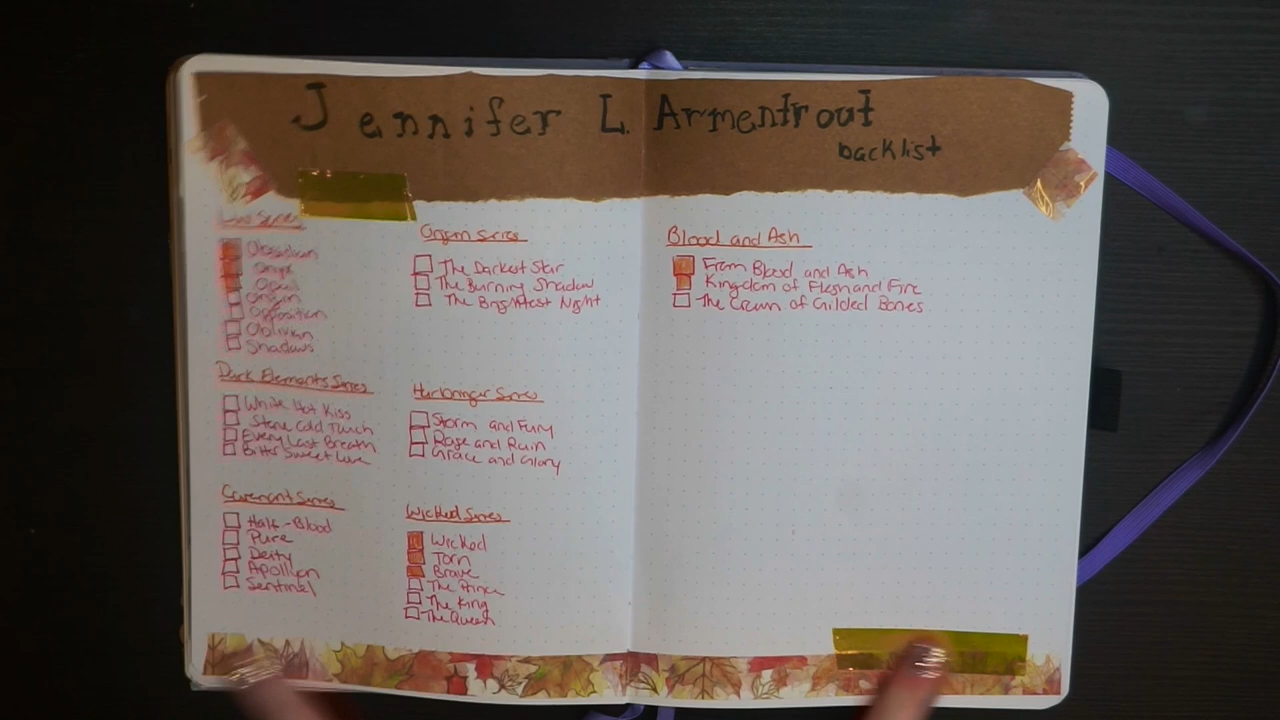 Jennifer L. Armentrout
backlist
Lux Series
Obsidian
Onyx
Opal
Origin
Opposition
Oblivion
Shadows
Dark Elements Series
White Hot Kiss
Stone Cold Touch
Every Last Breath
Bitter Sweet Love
Covenant Series
Half-Blood
Pure
Deity
Apollyon
Sentinel
Origin Series
The Darkest Star
The Burning Shadow
The Brightest Night
Harbinger Series
Storm and Fury
Rage and Ruin
Grace and Glory
Wicked Series
Wicked
Torn
Brave
The Prince
The King
The Queen
Blood and Ash
From Blood and Ash
Kingdom of Flesh and Fire
The Crown of Gilded Bones